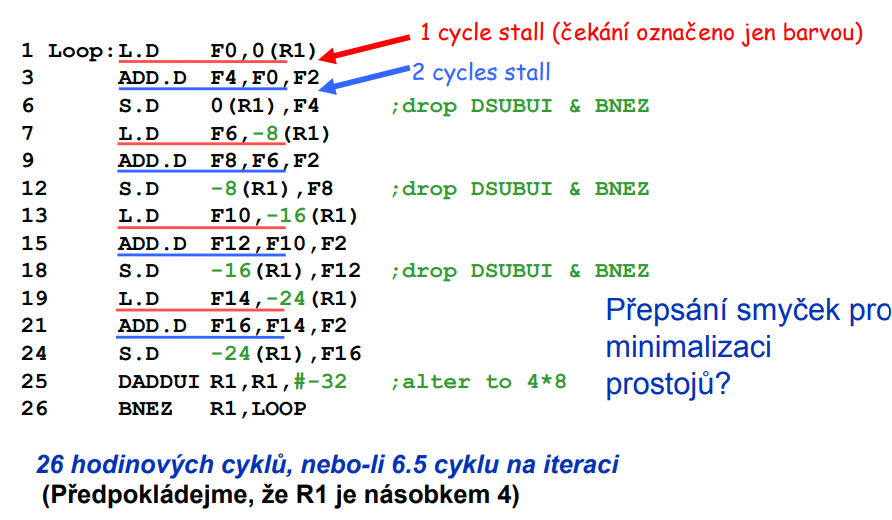 1 cycle stall (čekání označeno jen barvou)
1 Loop: L.D F0,0(R1)
2 cycles stall
3 ADD.D F4,F0,F2
6 S.D 0(R1),F4 ;drop DSUBUI & BNEZ
7 L.D F6,-8(R1)
9 ADD.D F8,F6,F2
12 S.D -8(R1),F8 ;drop DSUBUI & BNEZ
13 L.D F10,-16(R1)
15 ADD.D F12,F10,F2
18 S.D -16(R1),F12 ;drop DSUBUI & BNEZ
19 L.D F14,-24(R1)
21 ADD.D F16,F14,F2
24 S.D -24(R1),F16
25 DADDUI R1,R1,#-32 ;alter to 4*8
26 BNEZ R1,LOOP
Přepsání smyček pro
minimalizaci
prostojů?
26 hodinových cyklů, nebo-li 6.5 cyklu na iteraci
(Předpokládejme, že R1 je násobkem 4)